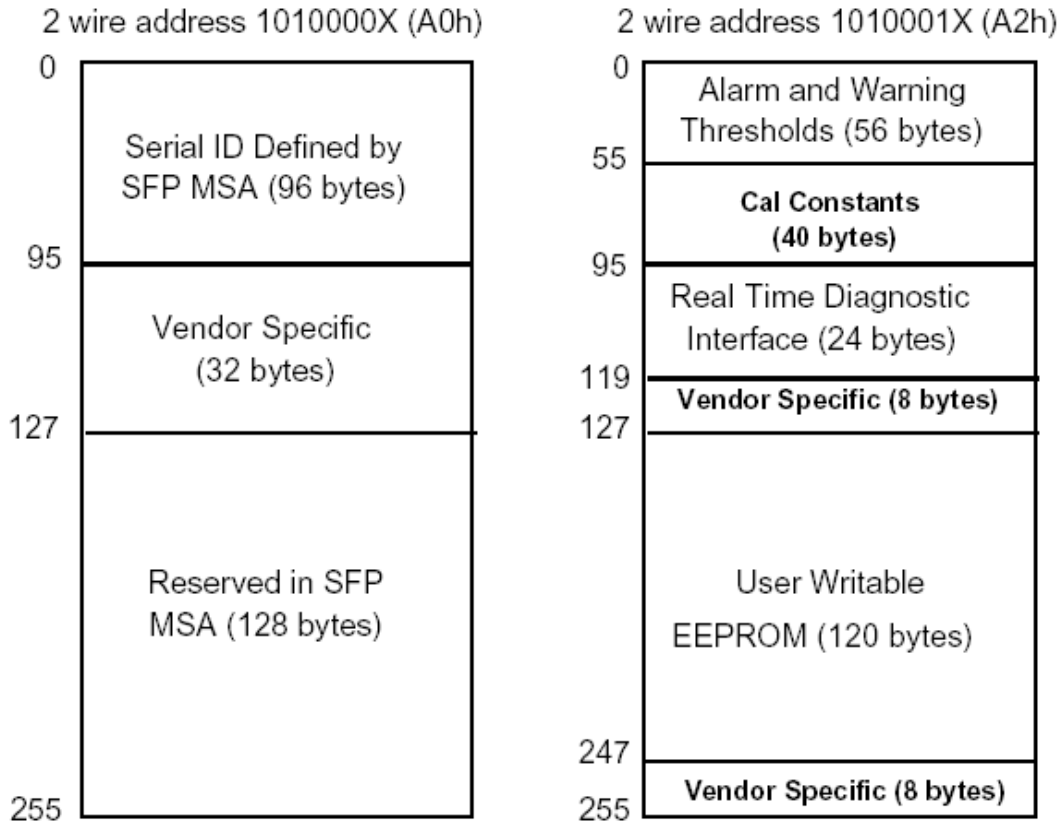 2 wire address 1010000X (A0h)
0
Serial ID Defined by
SFP MSA (96 bytes)
95
Vendor Specific
(32 bytes)
127
Reserved in SFP
MSA (128 bytes)
255
2 wire address 1010001X (A2h)
0
Alarm and Warning
Thresholds (56 bytes)
55
Cal Constants
(40 bytes)
95
Real Time Diagnostic
Interface (24 bytes)
119
Vendor Specific (8 bytes)
127
User Writable
EEPROM (120 bytes)
247
Vendor Specific (8 bytes)
255